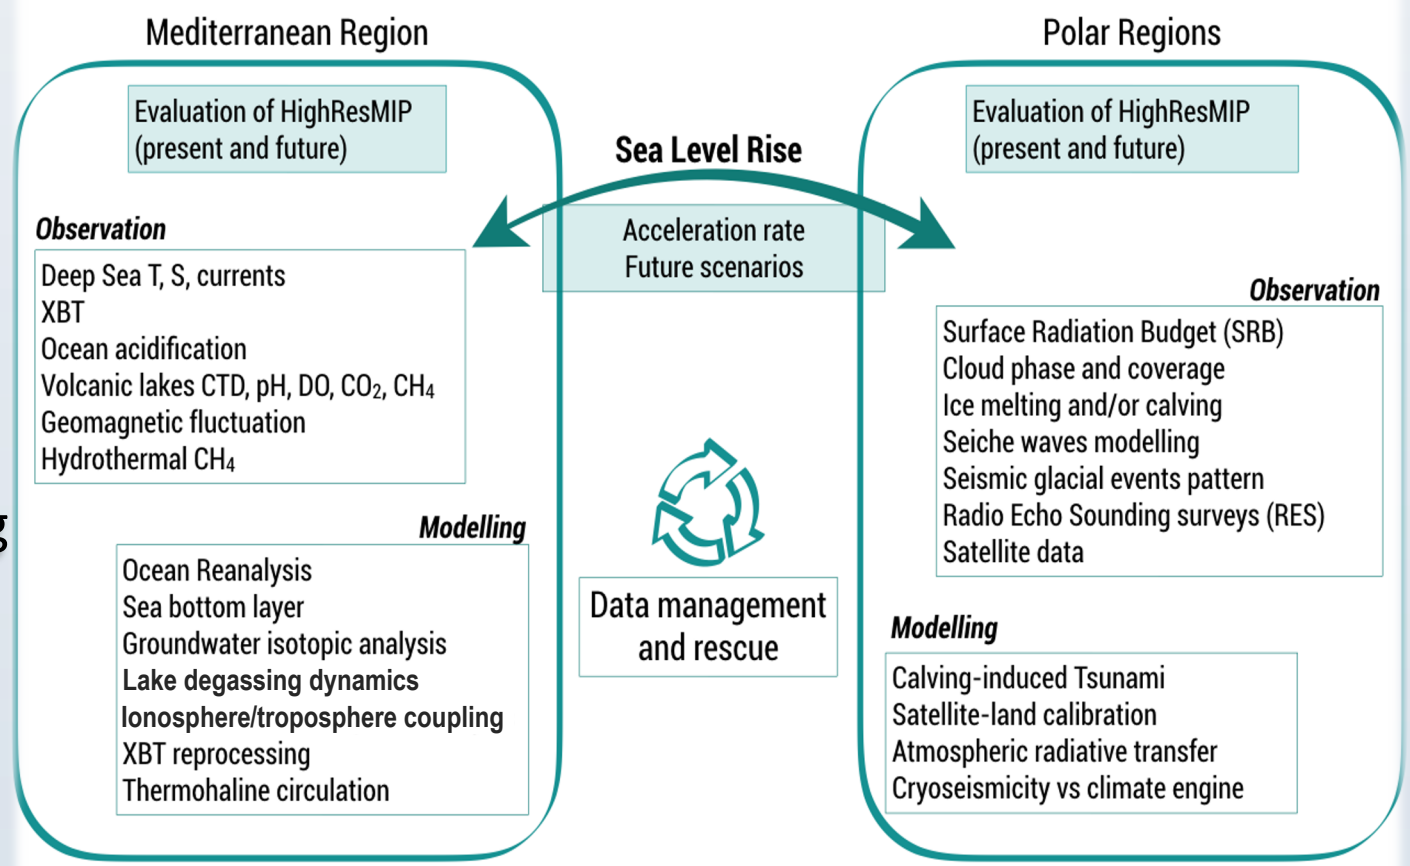 Mediterranean Region
Evaluation of HighResMIP
(present and future)
Observation
Deep Sea T, S, currents
XBT
Ocean acidification
Volcanic lakes CTD, pH, DO, CO₂, CH₄
Geomagnetic fluctuation
Hydrothermal CH₄
Modelling
Ocean Reanalysis
Sea bottom layer
Groundwater isotopic analysis
Lake degassing dynamics
Ionosphere/troposphere coupling
XBT reprocessing
Thermohaline circulation
Sea Level Rise
Acceleration rate
Future scenarios
Data management
and rescue
Polar Regions
Evaluation of HighResMIP
(present and future)
Observation
Surface Radiation Budget (SRB)
Cloud phase and coverage
Ice melting and/or calving
Seiche waves modelling
Seismic glacial events pattern
Radio Echo Sounding surveys (RES)
Satellite data
Modelling
Calving-induced Tsunami
Satellite-land calibration
Atmospheric radiative transfer
Cryoseismicity vs climate engine